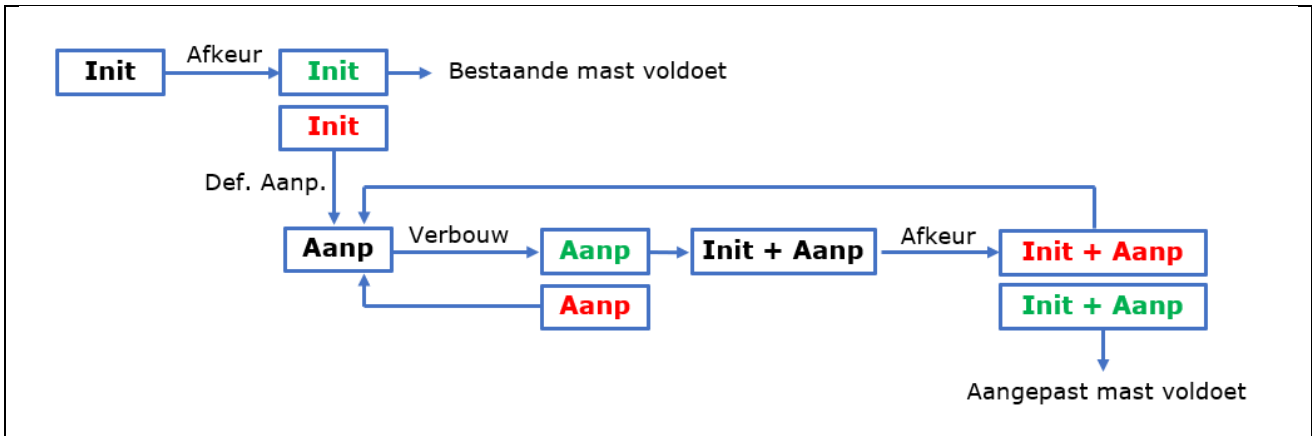 Init
Afkeur
Init
Bestaande mast voldoet
Init
Def. Aanp.
Aanp
Verbouw
Aanp
Init + Aanp
Afkeur
Init + Aanp
Aanp
Init + Aanp
Aangepast mast voldoet